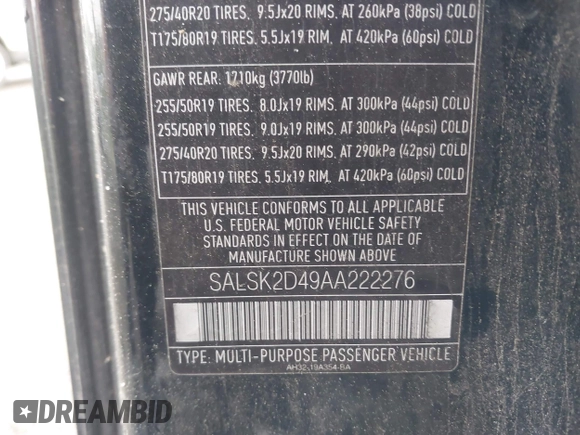 275/40R20 TIRES. 9.5Jx20 RIMS. AT 260kPa (38psi) COLD
T175/80R19 TIRES. 5.5Jx19 RIM. AT 420kPa (60psi) COLD
GAWR REAR: 1710kg (3770lb)
255/50R19 TIRES. 8.0Jx19 RIMS. AT 300kPa (44psi) COLD
255/50R19 TIRES. 9.0Jx19 RIMS. AT 300kPa (44psi) COLD
275/40R20 TIRES. 9.5Jx20 RIMS. AT 290kPa (42psi) COLD
T175/80R19 TIRES. 5.5Jx19 RIM. AT 420kPa (60psi) COLD
THIS VEHICLE CONFORMS TO ALL APPLICABLE
U.S. FEDERAL MOTOR VEHICLE SAFETY
STANDARDS IN EFFECT ON THE DATE OF
MANUFACTURE SHOWN ABOVE
SALSK2D49AA222276
TYPE: MULTI-PURPOSE PASSENGER VEHICLE
AH32-19A354-BA
DREAMBID